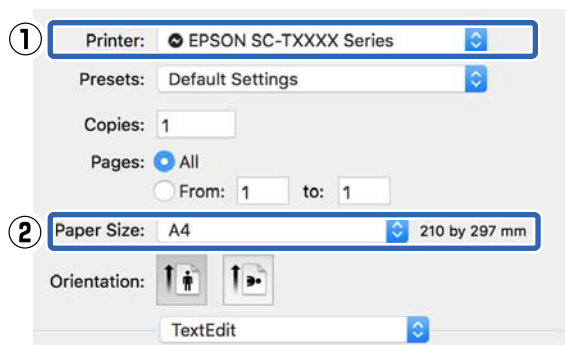 ① Printer: EPSON SC-TXXXX Series
Presets: Default Settings
Copies: 1
Pages: All
From: 1 to: 1
② Paper Size: A4 210 by 297 mm
Orientation:
TextEdit